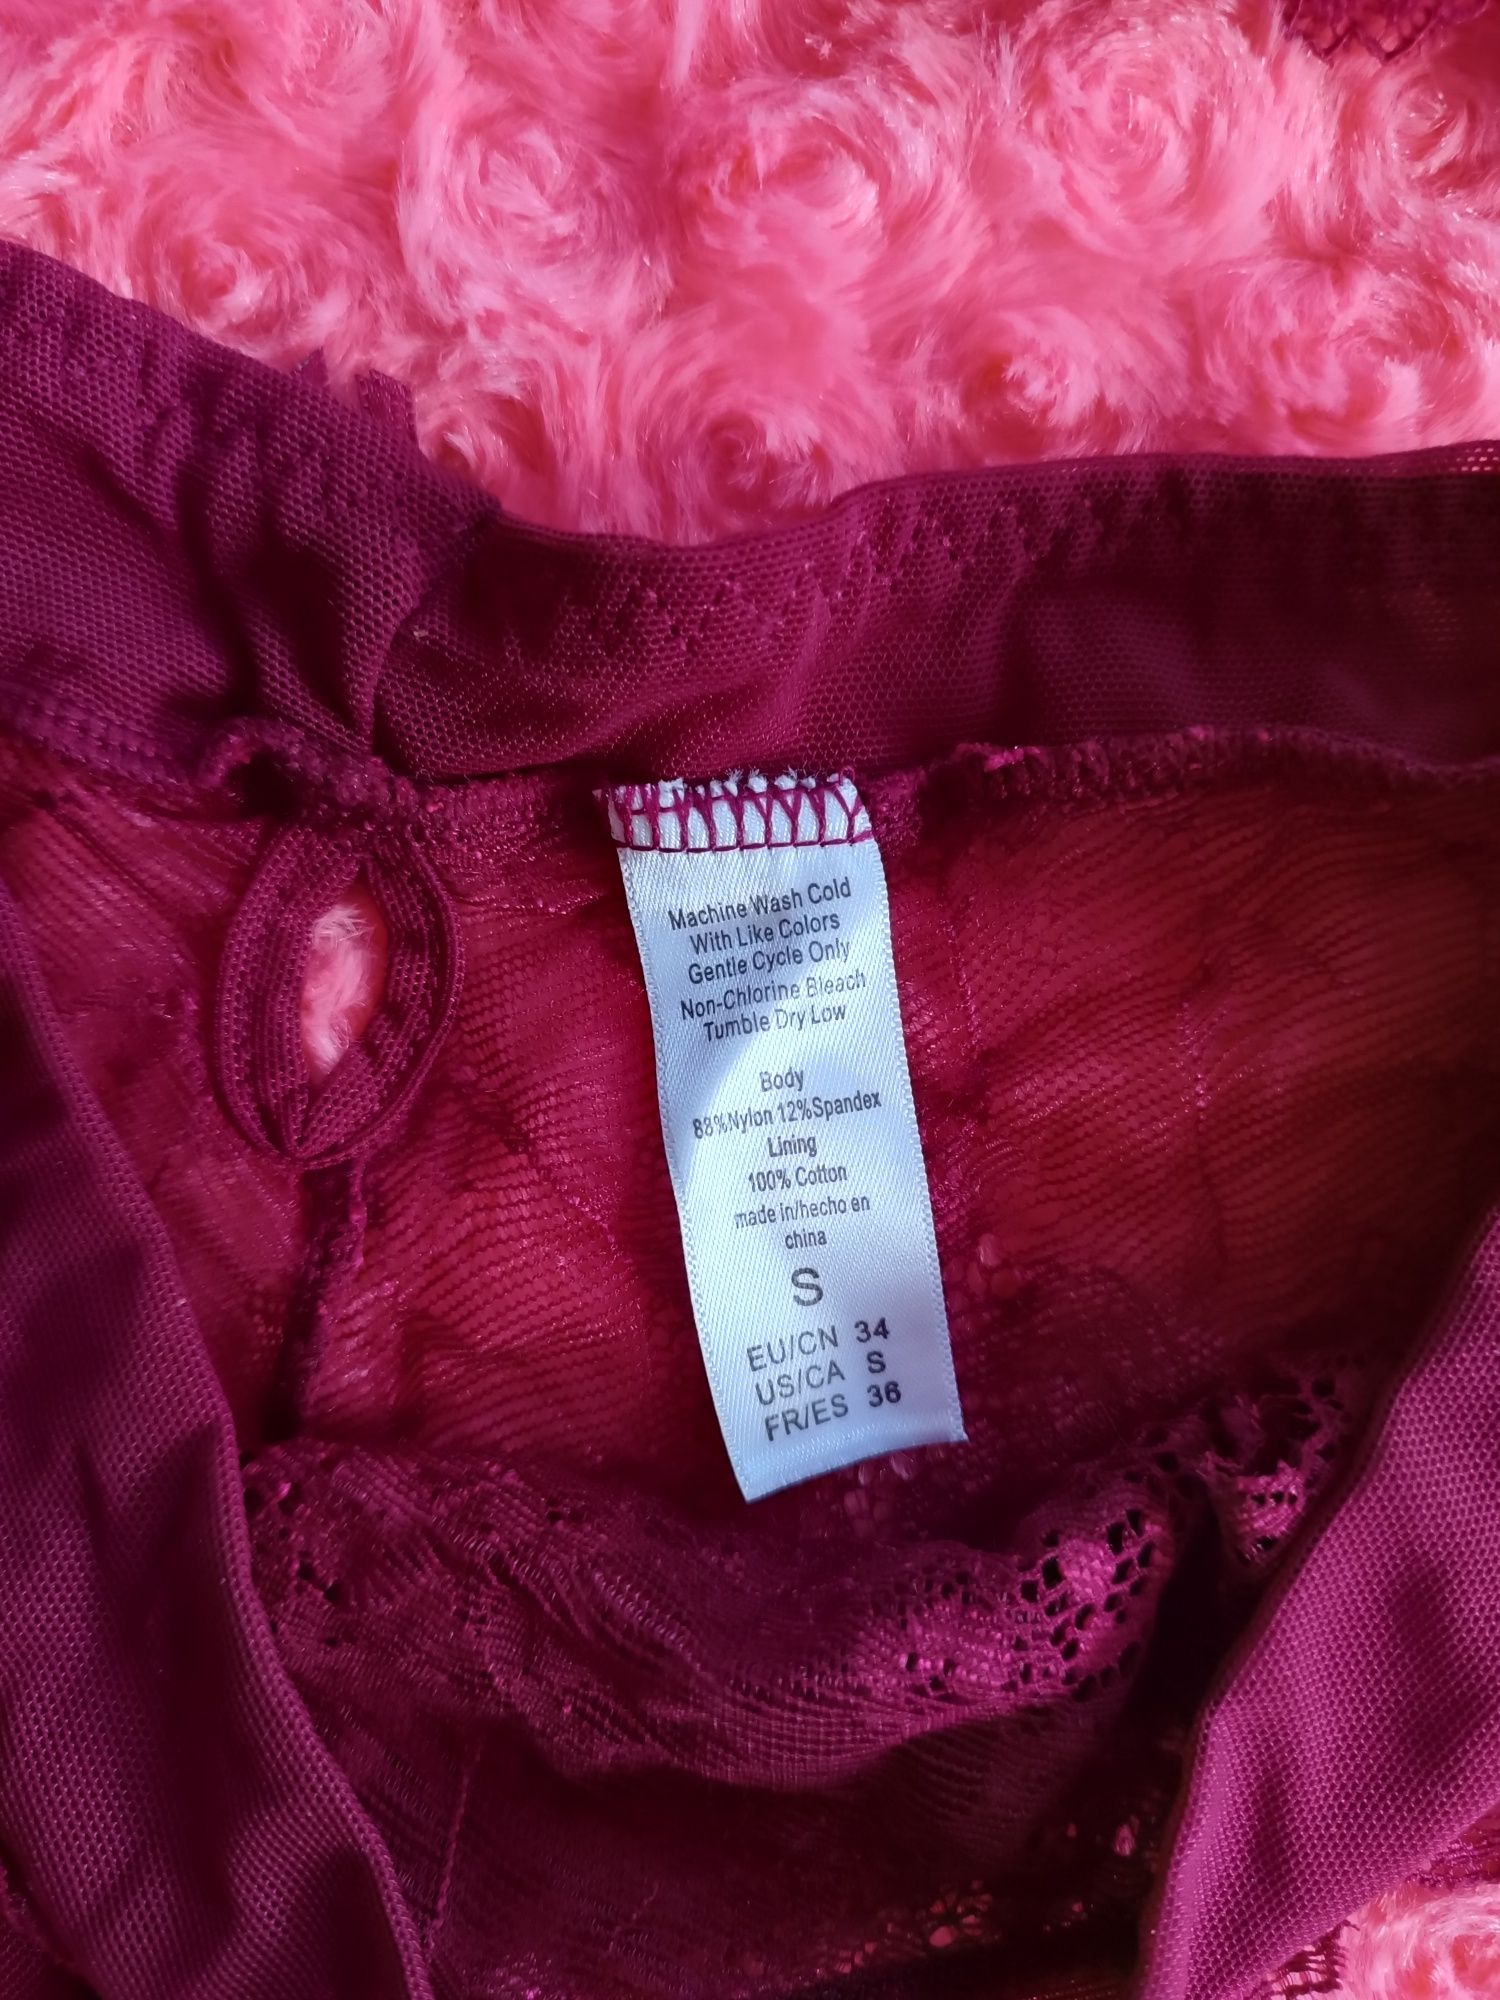 Machine Wash Cold
With Like Colors
Gentle Cycle Only
Non-Chlorine Bleach
Tumble Dry Low
Body
88%Nylon 12%Spandex
Lining
100% Cotton
made in/hecho en
china
S
EU/CN 34
US/CA S
FR/ES 36